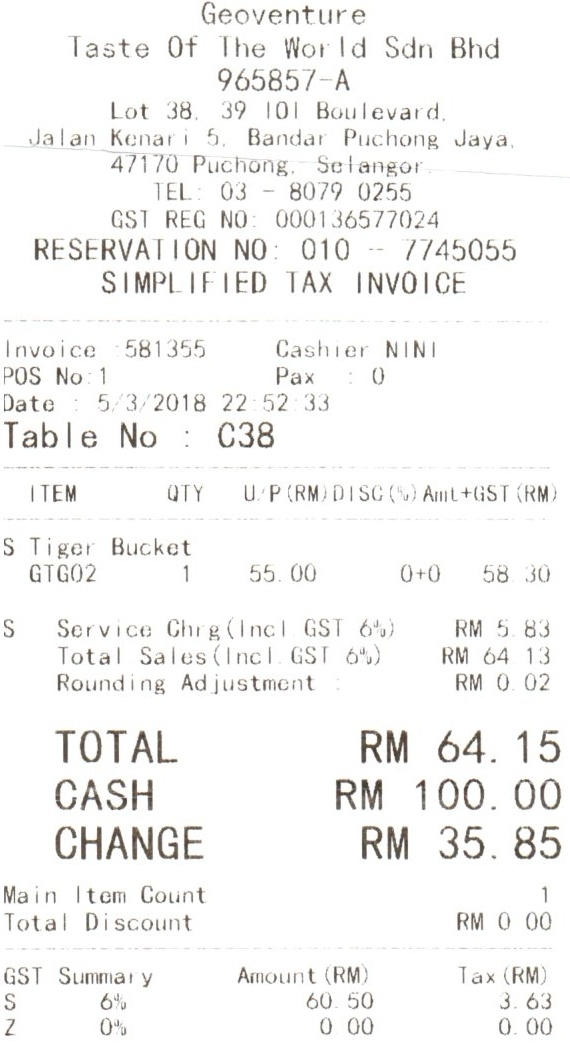 Geoventure
Taste Of The World Sdn Bhd
965857-A
Lot 38, 39 IOI Boulevard,
Jalan Kenari 5, Bandar Puchong Jaya,
47170 Puchong, Selangor.
TEL: 03 - 8079 0255
GST REG NO: 000136577024
RESERVATION NO: 010 - 7745055
SIMPLIFIED TAX INVOICE
Invoice :581355 Cashier NINI
POS No:1 Pax : 0
Date : 5/3/2018 22:52:33
Table No : C38
ITEM QTY U/P(RM) DISC(%) Amt+GST(RM)
S Tiger Bucket
GTG02 1 55.00 0+0 58.30
S Service Chrg(Incl.GST 6%) RM 5.83
Total Sales(Incl.GST 6%) RM 64.13
Rounding Adjustment : RM 0.02
TOTAL RM 64.15
CASH RM 100.00
CHANGE RM 35.85
Main Item Count 1
Total Discount RM 0.00
GST Summary Amount(RM) Tax(RM)
S 6% 60.50 3.63
Z 0% 0.00 0.00